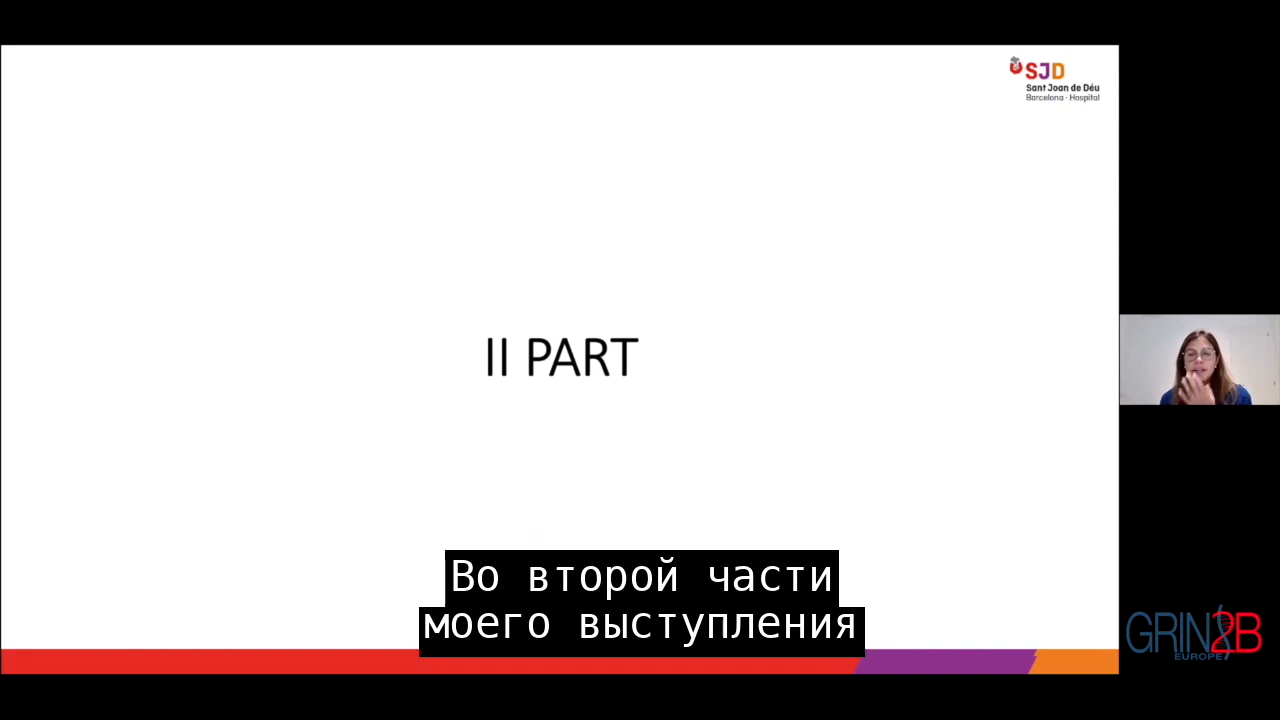 SJD
Sant Joan de Déu
Barcelona · Hospital
II PART
Во второй части
моего выступления
GRIN2B
EUROPE